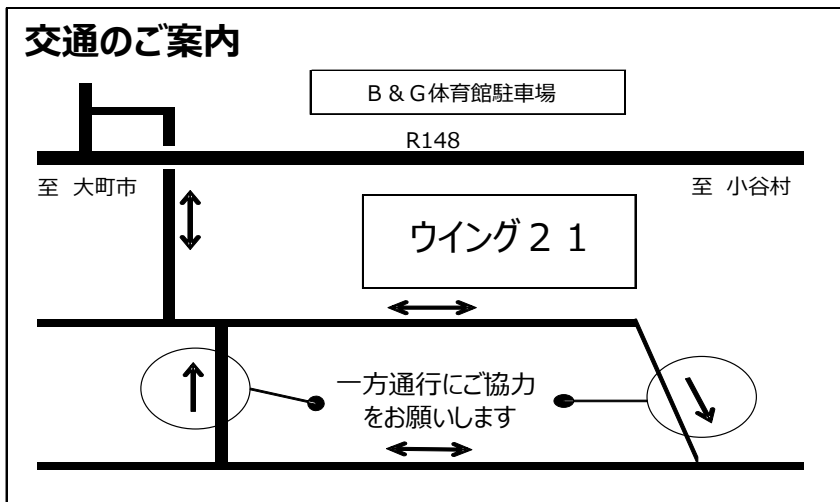 交通のご案内
B&G体育館駐車場
R148
至 大町市
至 小谷村
ウイング21
一方通行にご協力
をお願いします